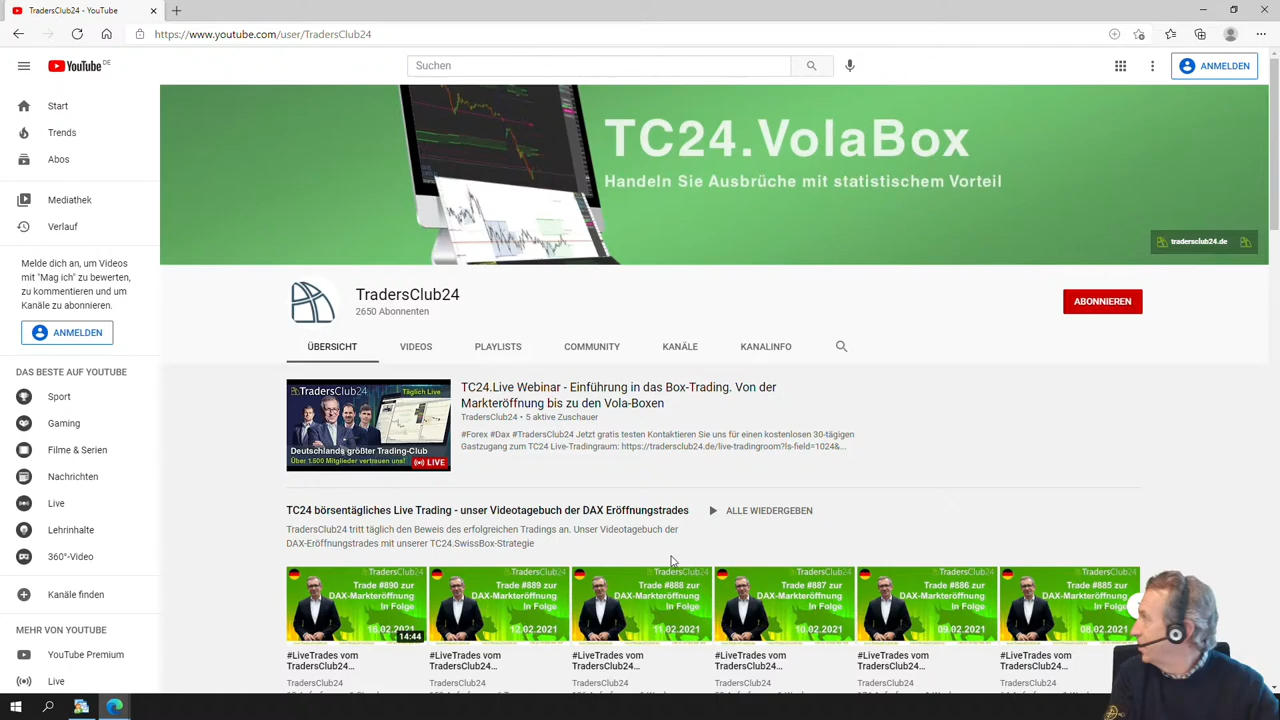 TradersClub24 - YouTube
https://www.youtube.com/user/TradersClub24
YouTube DE
Suchen
ANMELDEN
Start
Trends
Abos
Mediathek
Verlauf
Melde dich an, um Videos
mit "Mag ich" zu bewerten,
zu kommentieren und um
Kanäle zu abonnieren.
ANMELDEN
DAS BESTE AUF YOUTUBE
Sport
Gaming
Filme & Serien
Nachrichten
Live
Lehrinhalte
360°-Video
Kanäle finden
MEHR VON YOUTUBE
YouTube Premium
Live
TC24.VolaBox
Handeln Sie Ausbrüche mit statistischem Vorteil
tradersclub24.de
TradersClub24
2650 Abonnenten
ABONNIEREN
ÜBERSICHT
VIDEOS
PLAYLISTS
COMMUNITY
KANÄLE
KANALINFO
TradersClub24
Täglich Live
Deutschlands größter Trading-Club
Über 1.500 Mitglieder vertrauen uns!
LIVE
TC24.Live Webinar - Einführung in das Box-Trading. Von der
Markteröffnung bis zu den Vola-Boxen
TradersClub24 • 5 aktive Zuschauer
#Forex #Dax #TradersClub24 Jetzt gratis testen Kontaktieren Sie uns für einen kostenlosen 30-tägigen
Gastzugang zum TC24 Live-Tradingraum: https://tradersclub24.de/live-tradingroom?ls-field=1024&...
TC24 börsentägliches Live Trading - unser Videotagebuch der DAX Eröffnungstrades
ALLE WIEDERGEBEN
TradersClub24 tritt täglich den Beweis des erfolgreichen Tradings an. Unser Videotagebuch der
DAX-Eröffnungstrades mit unserer TC24.SwissBox-Strategie
TradersClub24
Trade #890 zur
DAX-Markteröffnung
In Folge
14:44
#LiveTrades vom
TradersClub24...
TradersClub24
TradersClub24
Trade #889 zur
DAX-Markteröffnung
In Folge
12.02.2021
#LiveTrades vom
TradersClub24...
TradersClub24
TradersClub24
Trade #888 zur
DAX-Markteröffnung
In Folge
11.02.2021
#LiveTrades vom
TradersClub24...
TradersClub24
TradersClub24
Trade #887 zur
DAX-Markteröffnung
In Folge
10.02.2021
#LiveTrades vom
TradersClub24...
TradersClub24
TradersClub24
Trade #886 zur
DAX-Markteröffnung
In Folge
09.02.2021
#LiveTrades vom
TradersClub24...
TradersClub24
TradersClub24
Trade #885 zur
DAX-Markteröffnung
In Folge
08.02.2021
#LiveTrades vom
TradersClub24...
TradersClub24